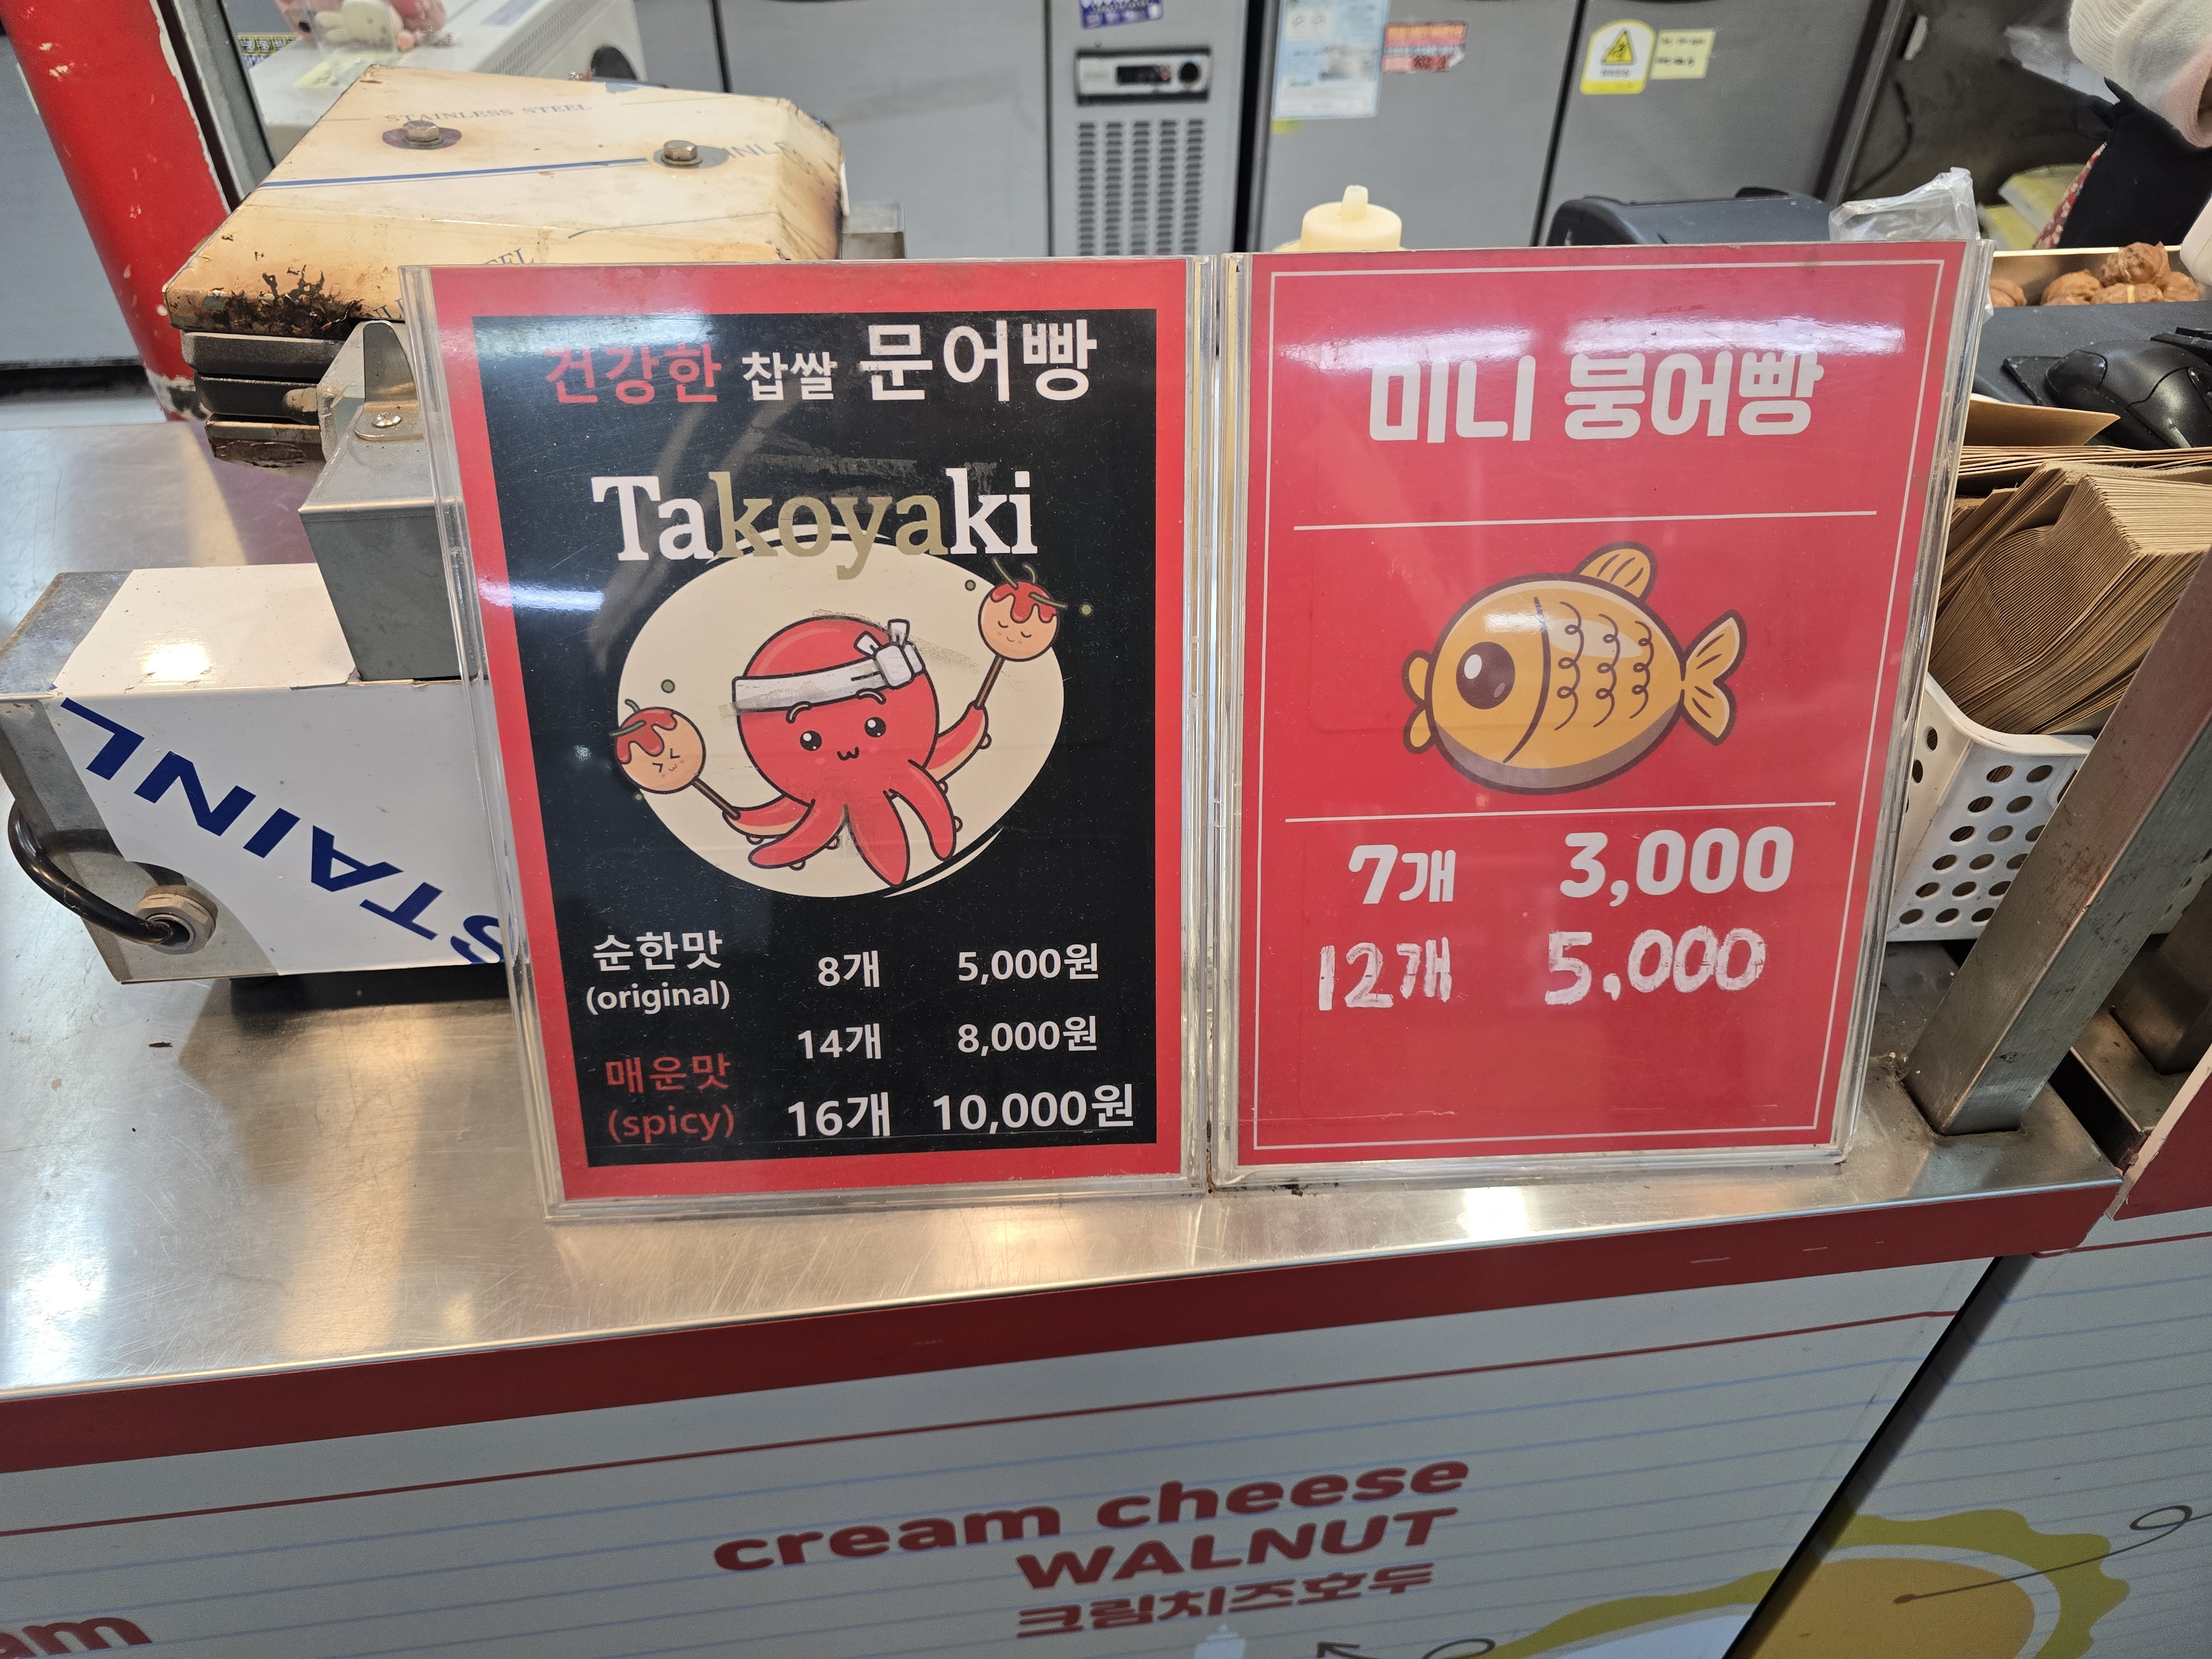 STAINLESS STEEL
STAINL
건강한 찹쌀 문어빵
Takoyaki
순한맛
(original)
8개 5,000원
14개 8,000원
매운맛
(spicy)
16개 10,000원
미니 붕어빵
7개 3,000
12개 5,000
cream cheese
WALNUT
크림치즈호두